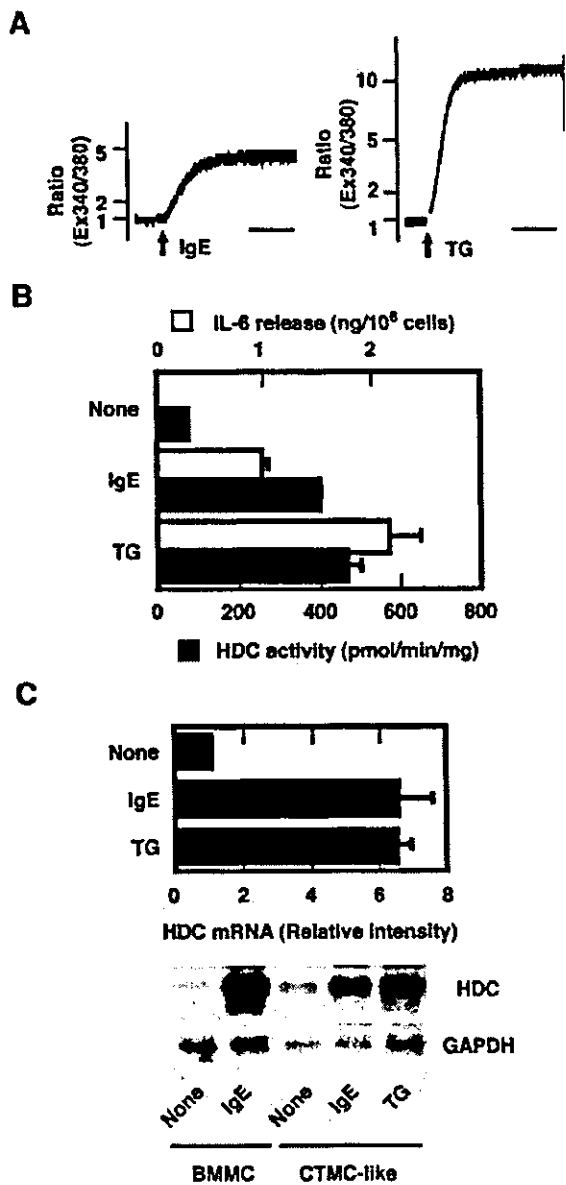 A
Ratio
(Ex340/380)
5
2
1
IgE
Ratio
(Ex340/380)
10
5
2
1
TG
B
IL-6 release (ng/10⁶ cells)
0 1 2
None
IgE
TG
0 200 400 600 800
HDC activity (pmol/min/mg)
C
None
IgE
TG
0 2 4 6 8
HDC mRNA (Relative intensity)
HDC
GAPDH
None IgE None IgE TG
BMMC CTMC-like